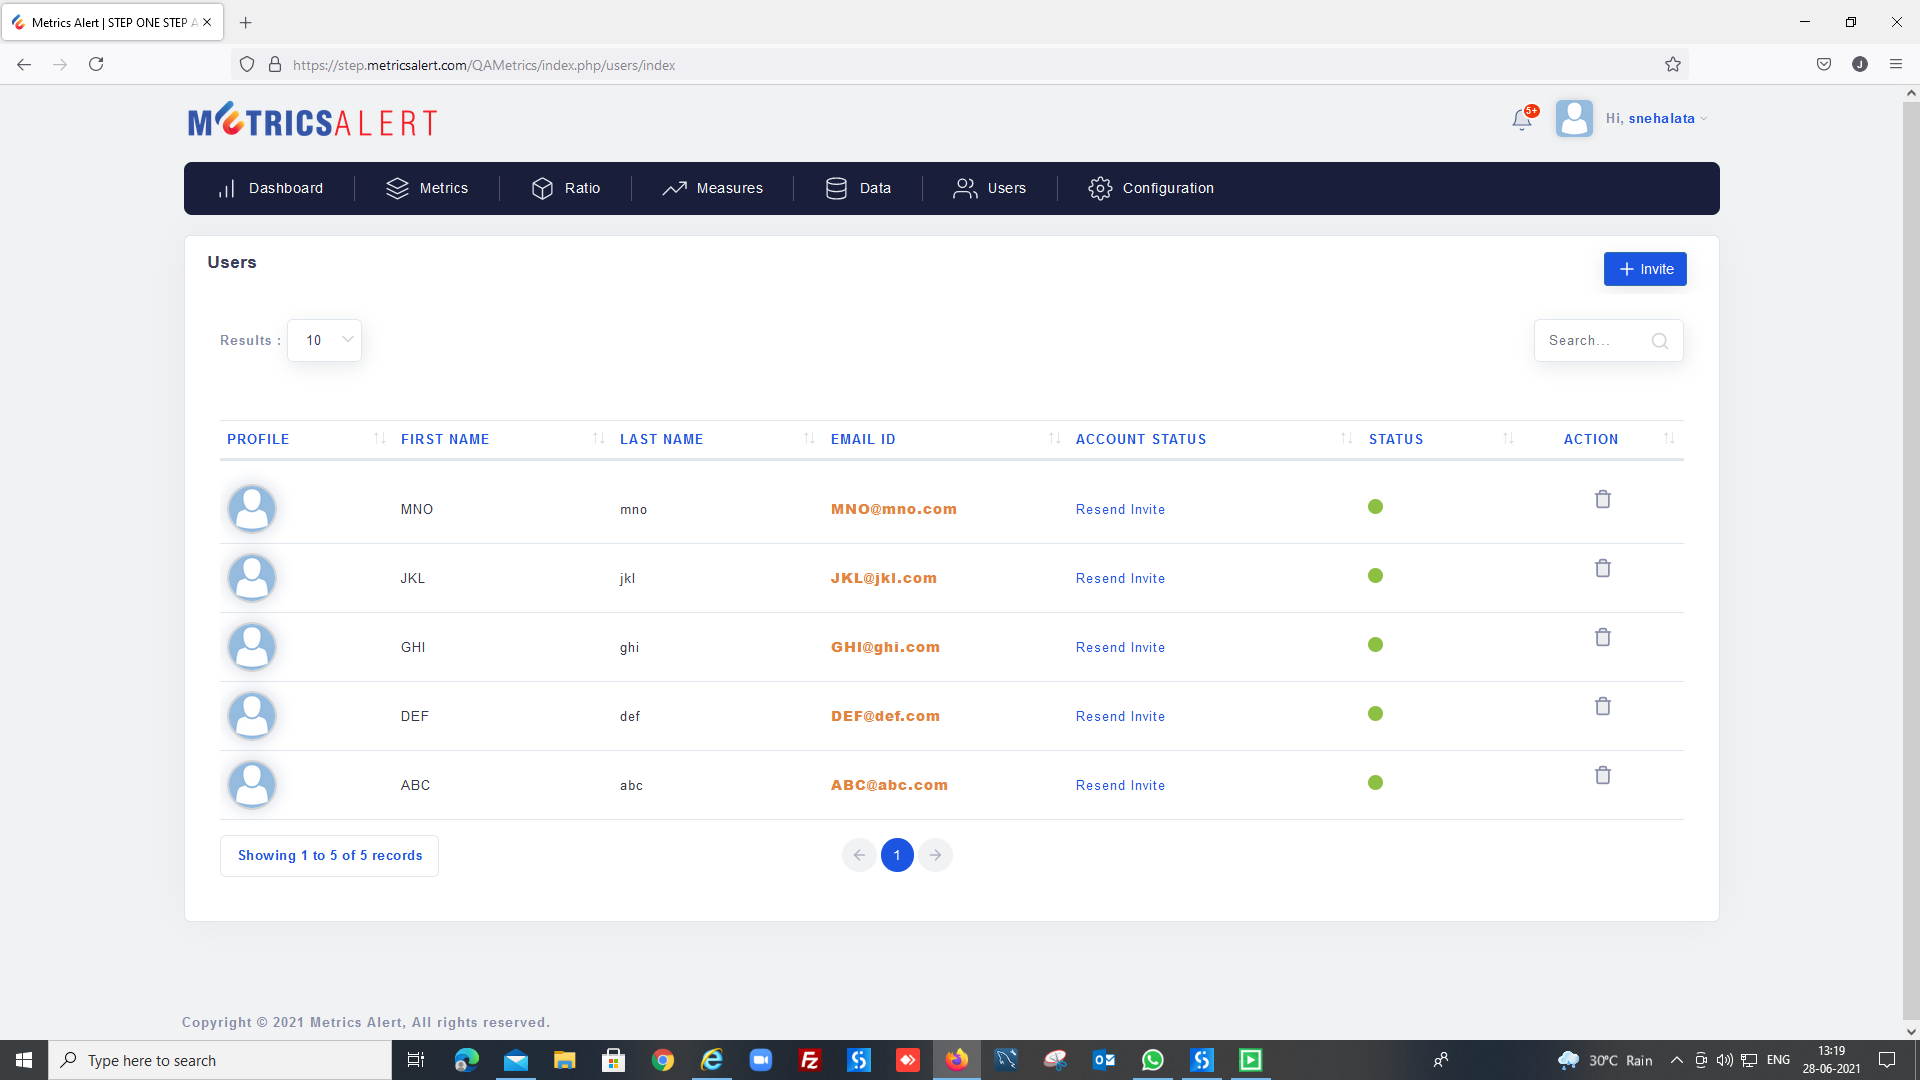 Metrics Alert | STEP ONE STEP A
https://step.metricsalert.com/QAMetrics/index.php/users/index
J
METRICSALERT
5+
Hi, snehalata
Dashboard
Metrics
Ratio
Measures
Data
Users
Configuration
Users
Invite
Results :
10
Search...
PROFILE FIRST NAME LAST NAME EMAIL ID ACCOUNT STATUS STATUS ACTION
MNO mno MNO@mno.com Resend Invite
JKL jkl JKL@jkl.com Resend Invite
GHI ghi GHI@ghi.com Resend Invite
DEF def DEF@def.com Resend Invite
ABC abc ABC@abc.com Resend Invite
Showing 1 to 5 of 5 records
1
Copyright © 2021 Metrics Alert, All rights reserved.
Type here to search
30°C Rain
ENG
13:19
28-06-2021